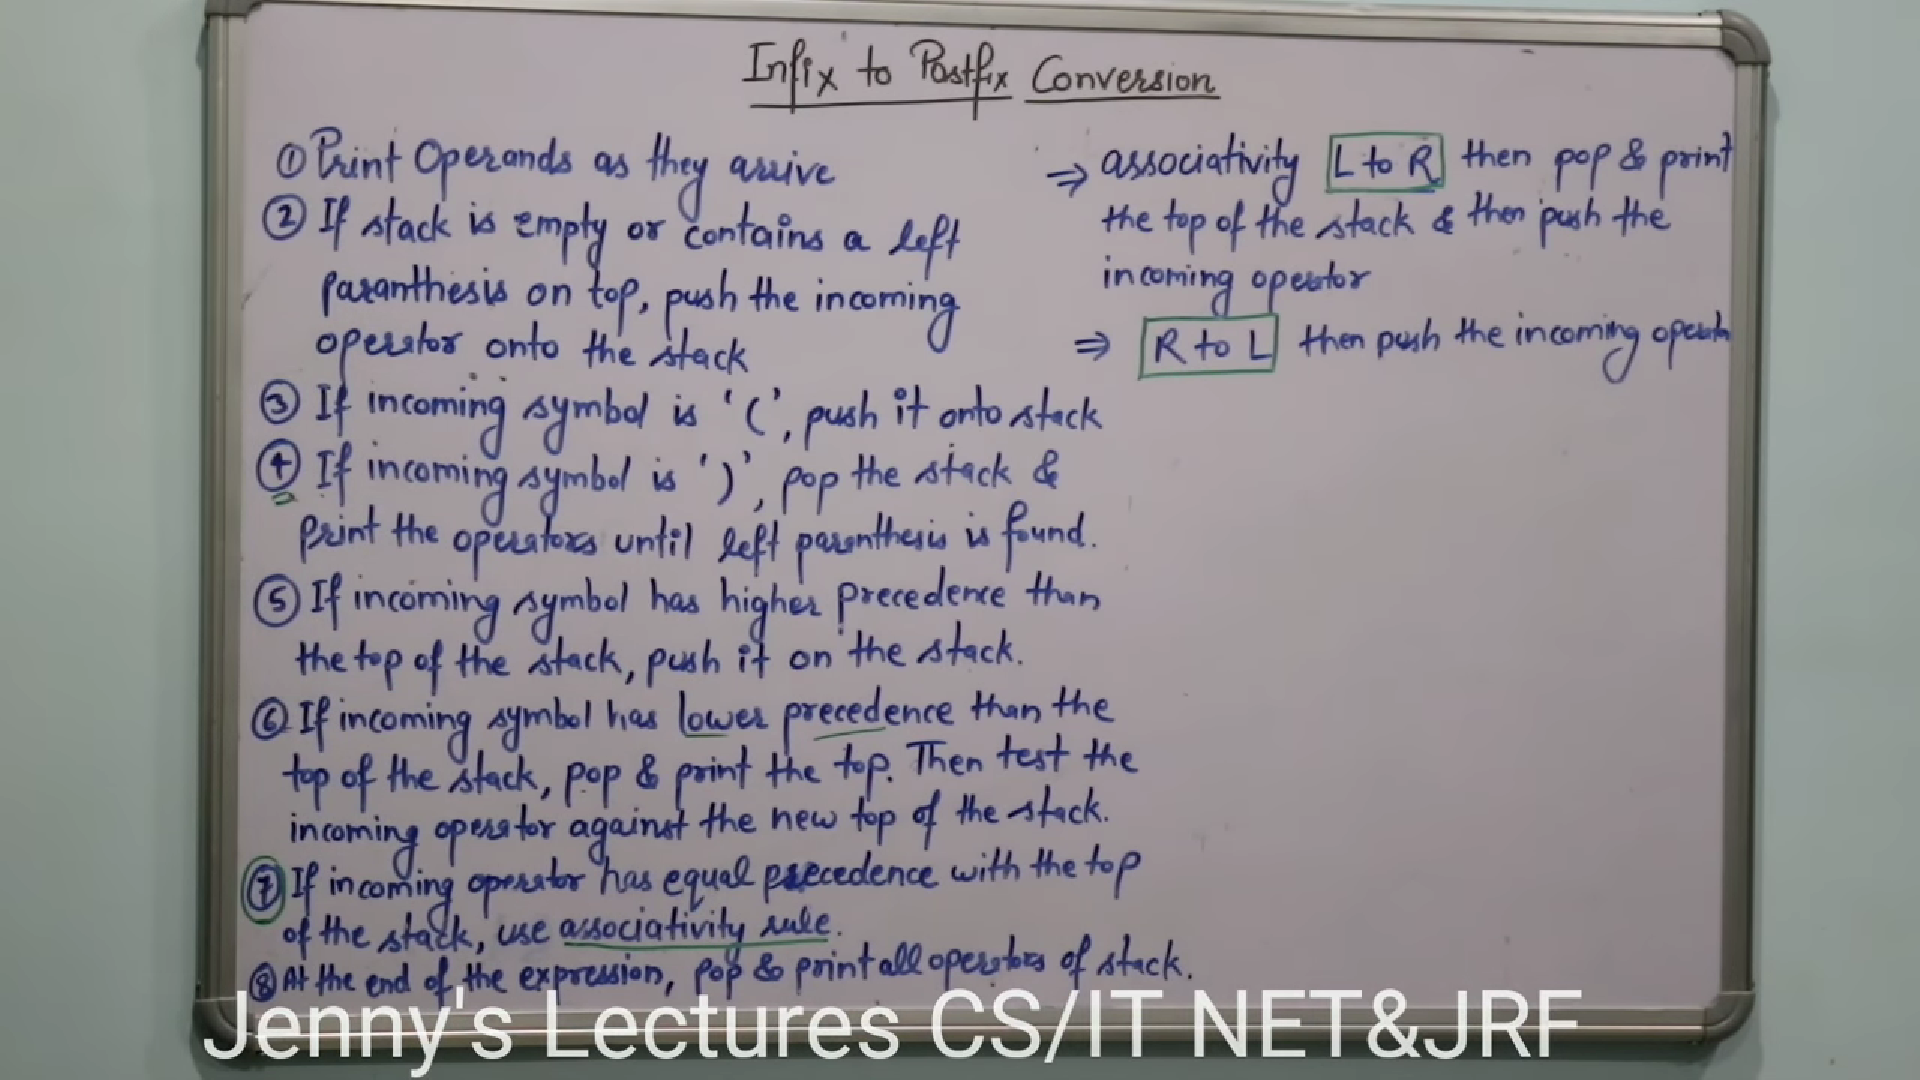 Infix to Postfix Conversion
① Print Operands as they arrive
② If stack is empty or contains a left
paranthesis on top, push the incoming
operator onto the stack
③ If incoming symbol is '(', push it onto stack
④ If incoming symbol is ')', pop the stack &
print the operators until left paranthesis is found.
⑤ If incoming symbol has higher precedence than
the top of the stack, push it on the stack.
⑥ If incoming symbol has lower precedence than the
top of the stack, pop & print the top. Then test the
incoming operator against the new top of the stack.
⑦ If incoming operator has equal precedence with the top
of the stack, use associativity rule.
⑧ At the end of the expression, pop & print all operators of stack.
⇒ associativity L to R then pop & print
the top of the stack & then push the
incoming operator
⇒ R to L then push the incoming operator
Jenny's Lectures CS/IT NET&JRF